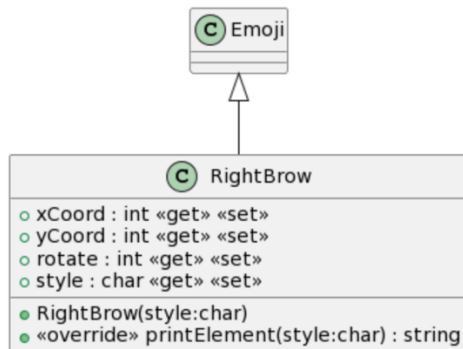 C Emoji
C RightBrow
xCoord : int «get» «set»
yCoord : int «get» «set»
rotate : int «get» «set»
style : char «get» «set»
RightBrow(style:char)
«override» printElement(style:char) : string